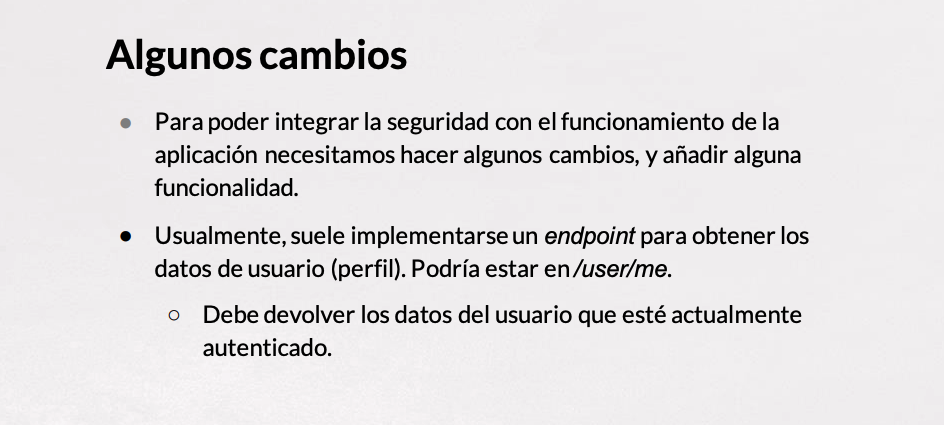 Algunos cambios
● Para poder integrar la seguridad con el funcionamiento de la
aplicación necesitamos hacer algunos cambios, y añadir alguna
funcionalidad.
● Usualmente, suele implementarse un endpoint para obtener los
datos de usuario (perfil). Podría estar en /user/me.
○ Debe devolver los datos del usuario que esté actualmente
autenticado.